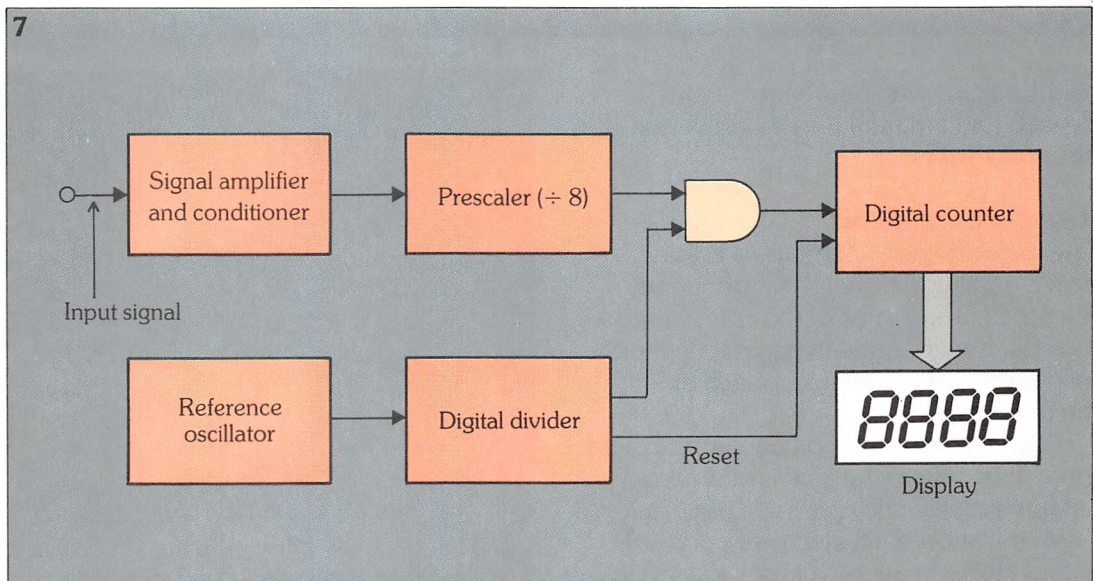 7
Signal amplifier
and conditioner
Prescaler (÷ 8)
Digital counter
Input signal
Reference
oscillator
Digital divider
Reset
8888
Display